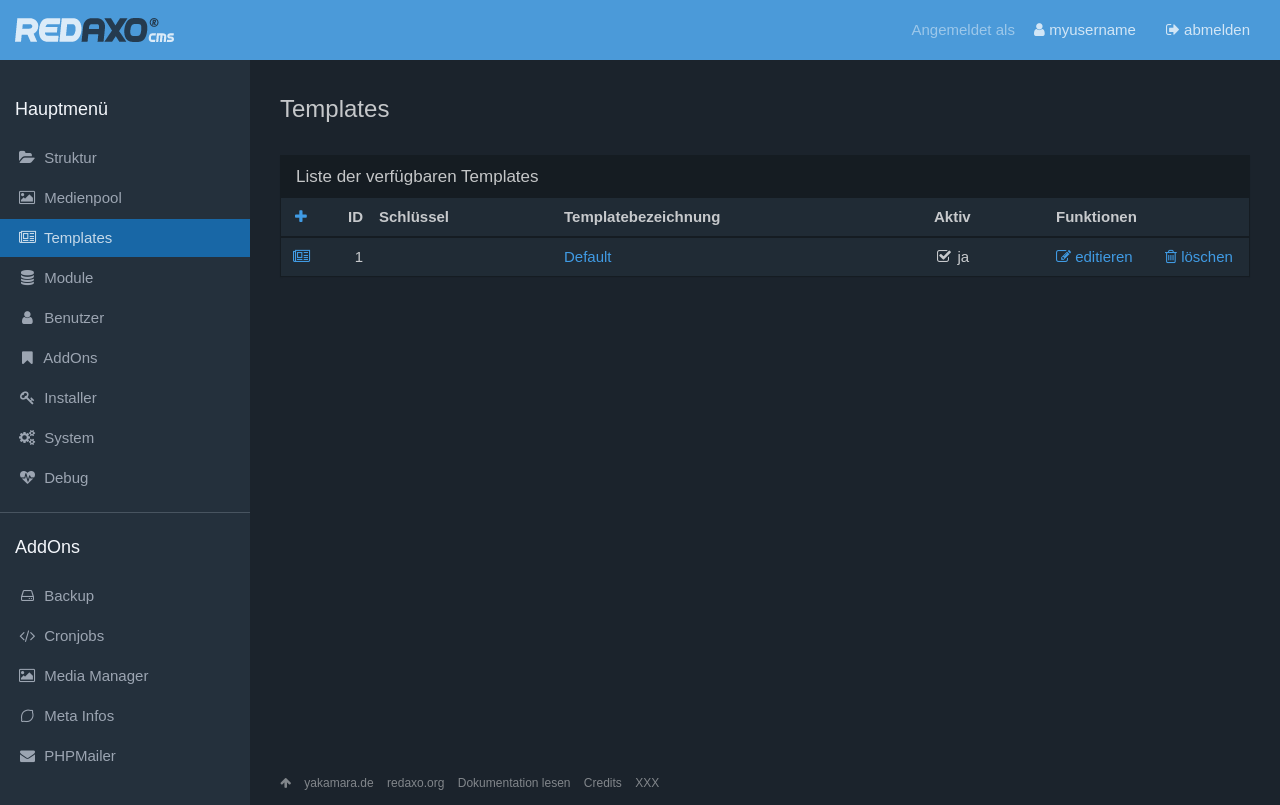 REDAXO® cms
Angemeldet als myusername abmelden
Hauptmenü
Struktur
Medienpool
Templates
Module
Benutzer
AddOns
Installer
System
Debug
AddOns
Backup
Cronjobs
Media Manager
Meta Infos
PHPMailer
Templates
Liste der verfügbaren Templates
ID Schlüssel Templatebezeichnung Aktiv Funktionen
1 Default ja editieren löschen
yakamara.de redaxo.org Dokumentation lesen Credits XXX